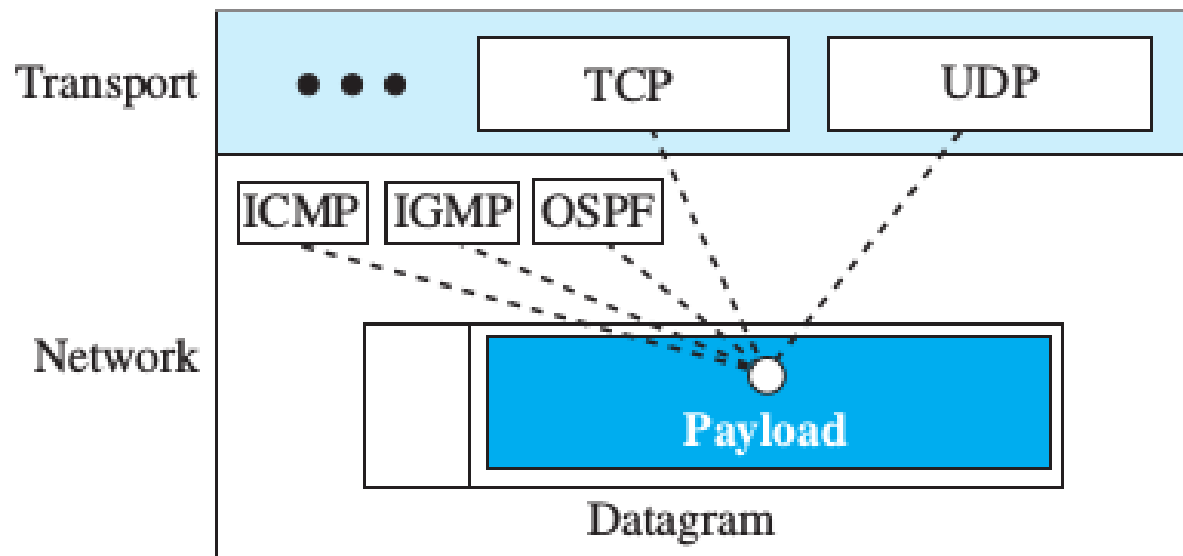 Transport
TCP
UDP
ICMP
IGMP
OSPF
Network
Payload
Datagram